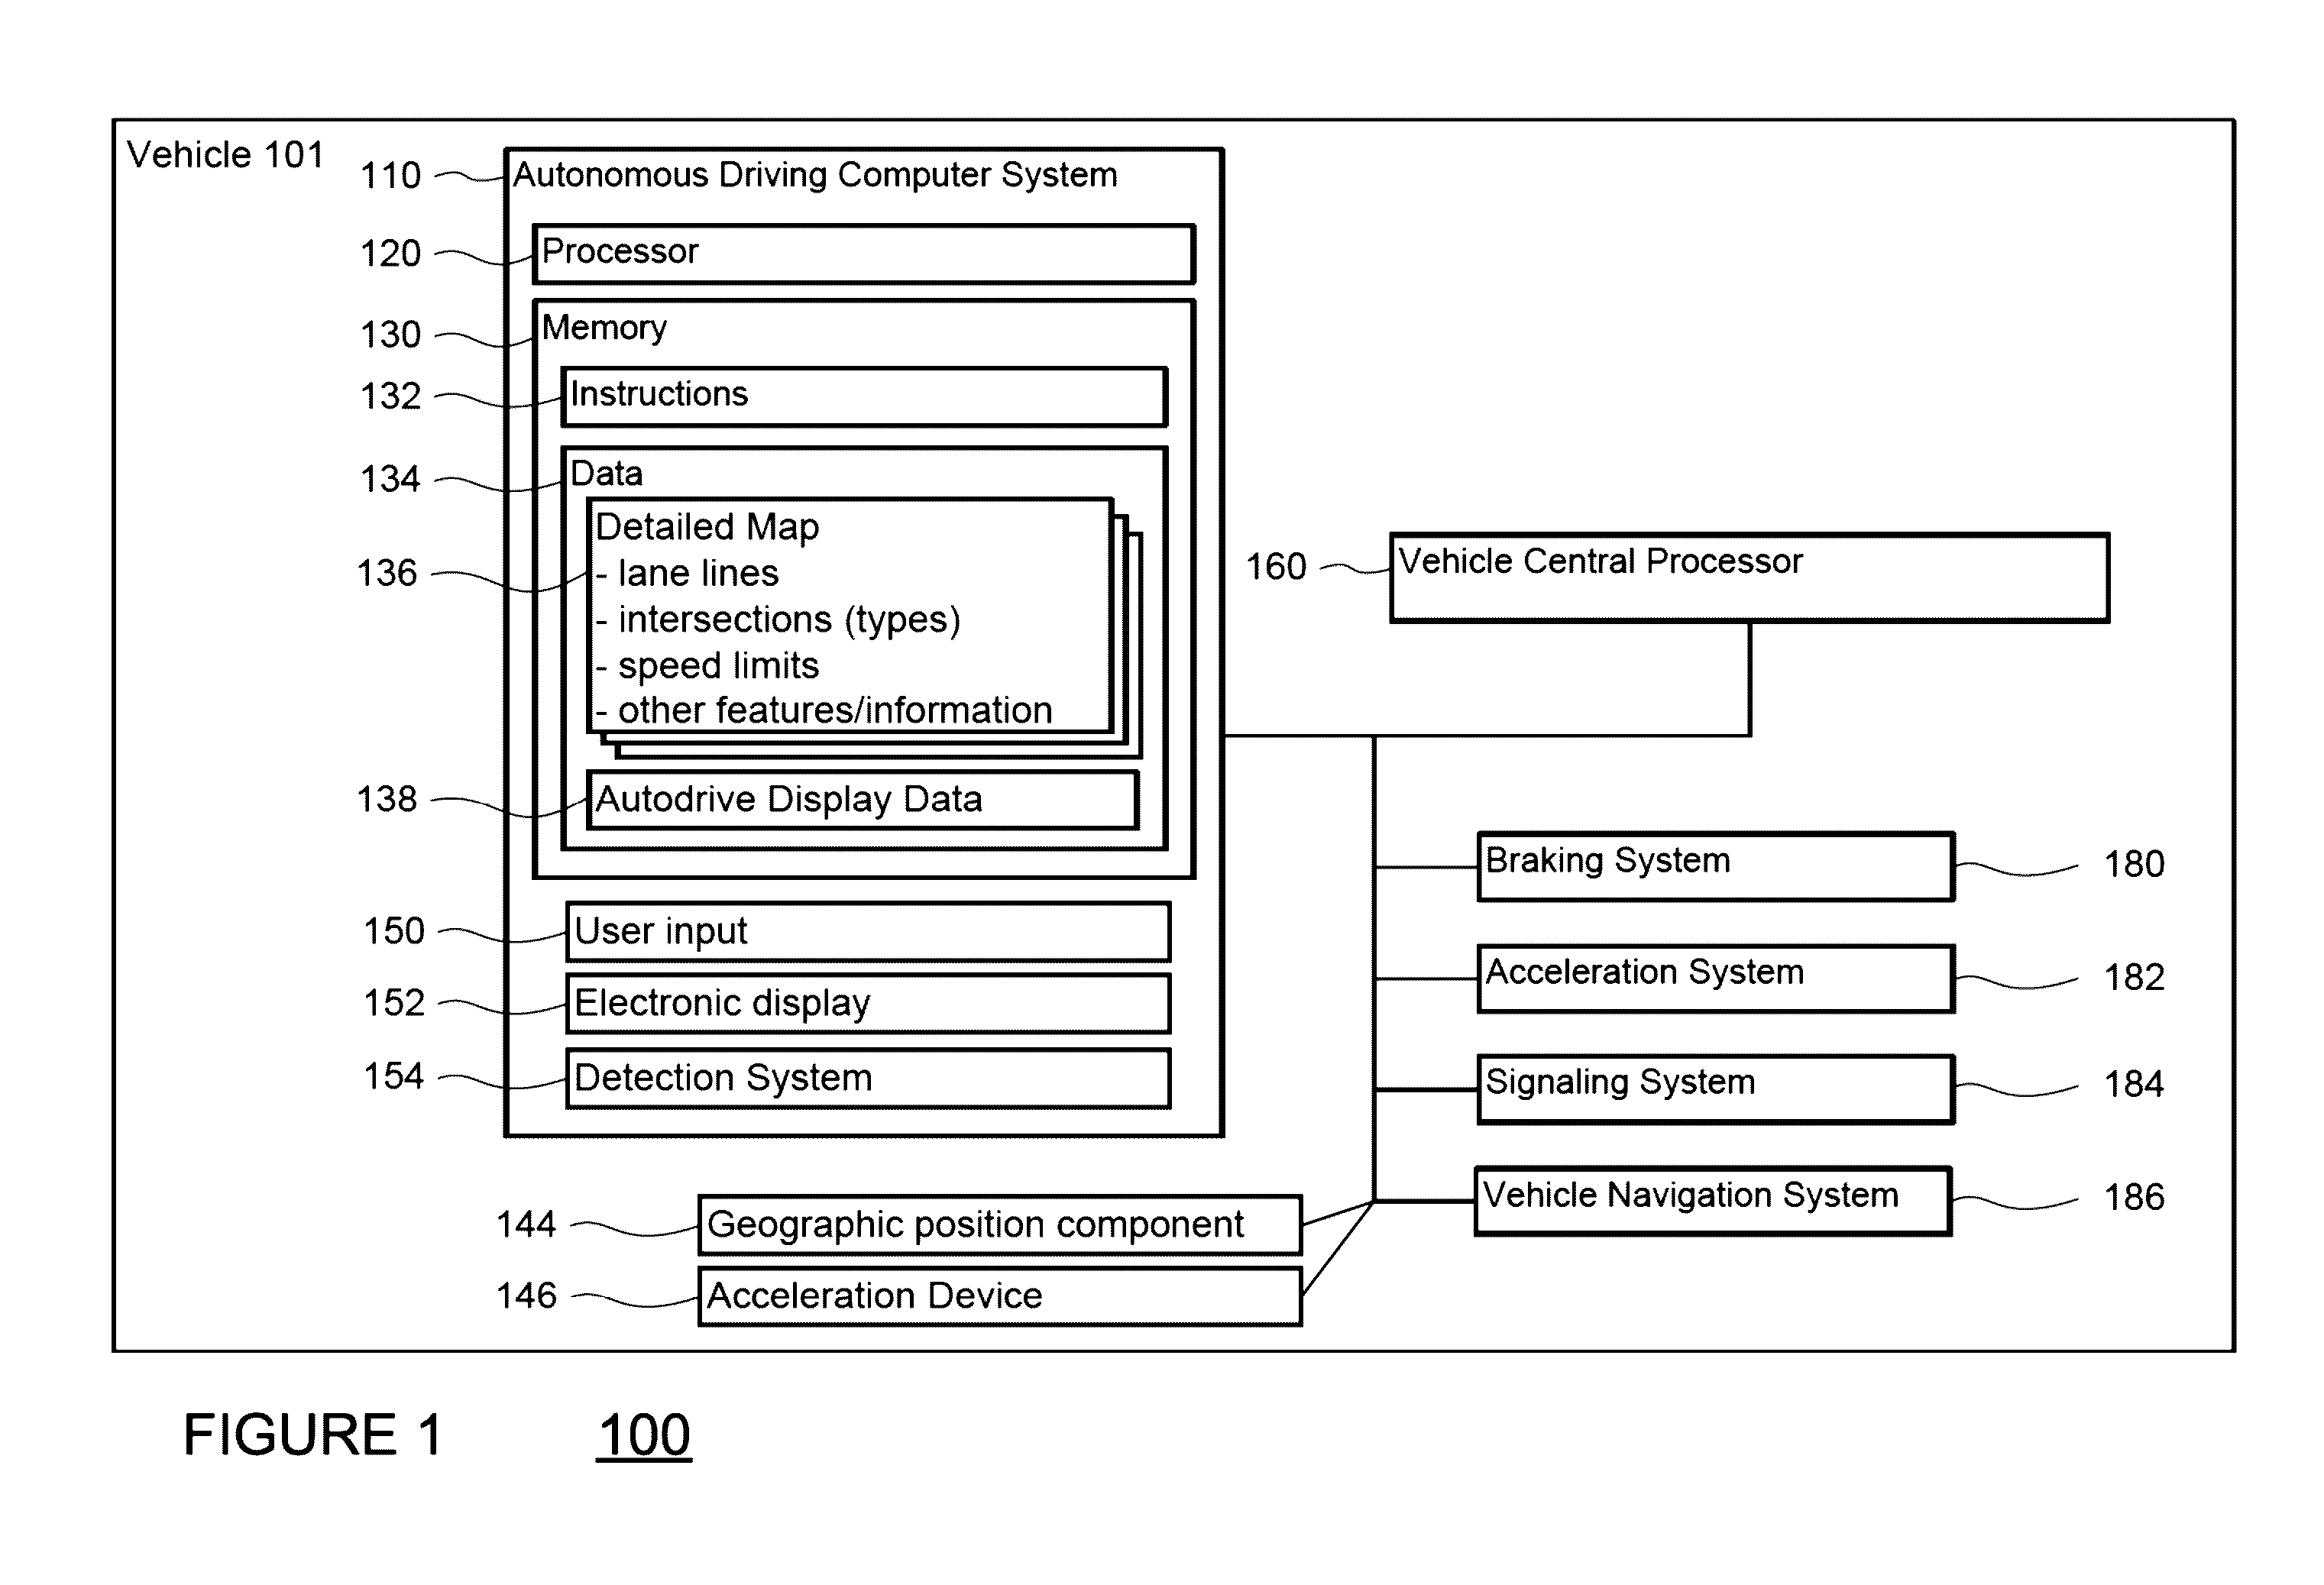 Vehicle 101
110 Autonomous Driving Computer System
120 Processor
130 Memory
132 Instructions
134 Data
Detailed Map
136 - lane lines
- intersections (types)
- speed limits
- other features/information
138 Autodrive Display Data
150 User input
152 Electronic display
154 Detection System
144 Geographic position component
146 Acceleration Device
160 Vehicle Central Processor
Braking System 180
Acceleration System 182
Signaling System 184
Vehicle Navigation System 186
FIGURE 1 100